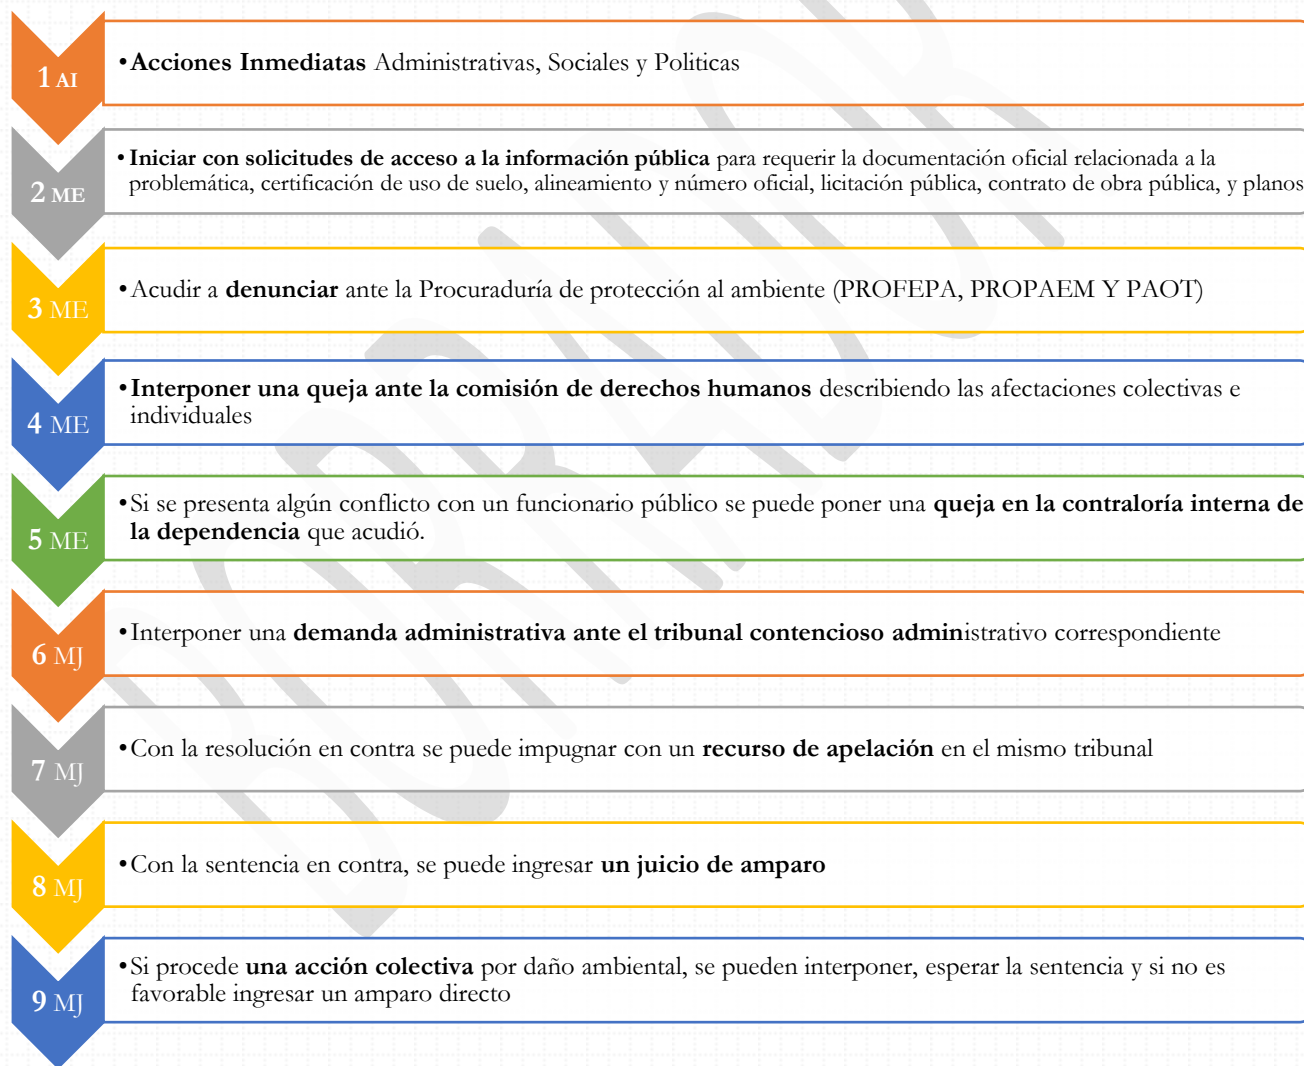 1 AI
•Acciones Inmediatas Administrativas, Sociales y Politicas
2 ME
•Iniciar con solicitudes de acceso a la información pública para requerir la documentación oficial relacionada a la
problemática, certificación de uso de suelo, alineamiento y número oficial, licitación pública, contrato de obra pública, y planos
3 ME
•Acudir a denunciar ante la Procuraduría de protección al ambiente (PROFEPA, PROPAEM Y PAOT)
4 ME
•Interponer una queja ante la comisión de derechos humanos describiendo las afectaciones colectivas e
individuales
5 ME
•Si se presenta algún conflicto con un funcionario público se puede poner una queja en la contraloría interna de
la dependencia que acudió.
6 MJ
•Interponer una demanda administrativa ante el tribunal contencioso administrativo correspondiente
7 MJ
•Con la resolución en contra se puede impugnar con un recurso de apelación en el mismo tribunal
8 MJ
•Con la sentencia en contra, se puede ingresar un juicio de amparo
9 MJ
•Si procede una acción colectiva por daño ambiental, se pueden interponer, esperar la sentencia y si no es
favorable ingresar un amparo directo
BORRADOR